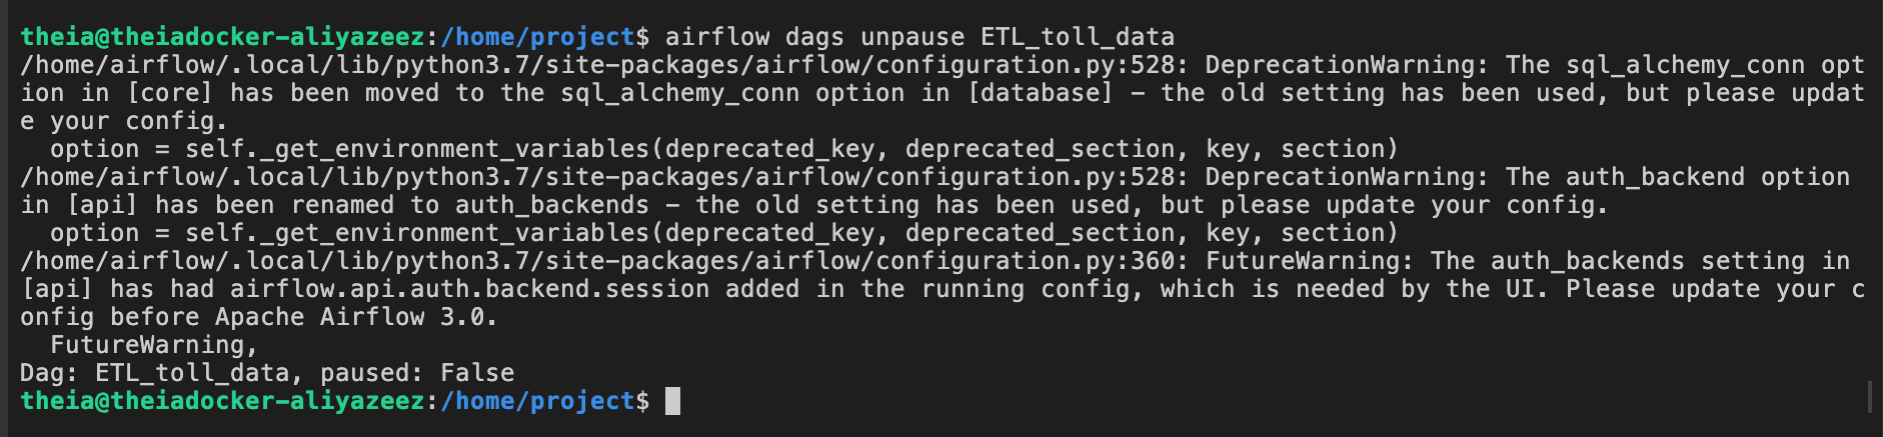 theia@theiadocker-aliyazeez:/home/project$ airflow dags unpause ETL_toll_data
/home/airflow/.local/lib/python3.7/site-packages/airflow/configuration.py:528: DeprecationWarning: The sql_alchemy_conn opt
ion in [core] has been moved to the sql_alchemy_conn option in [database] - the old setting has been used, but please updat
e your config.
  option = self._get_environment_variables(deprecated_key, deprecated_section, key, section)
/home/airflow/.local/lib/python3.7/site-packages/airflow/configuration.py:528: DeprecationWarning: The auth_backend option
in [api] has been renamed to auth_backends - the old setting has been used, but please update your config.
  option = self._get_environment_variables(deprecated_key, deprecated_section, key, section)
/home/airflow/.local/lib/python3.7/site-packages/airflow/configuration.py:360: FutureWarning: The auth_backends setting in
[api] has had airflow.api.auth.backend.session added in the running config, which is needed by the UI. Please update your c
onfig before Apache Airflow 3.0.
  FutureWarning,
Dag: ETL_toll_data, paused: False
theia@theiadocker-aliyazeez:/home/project$